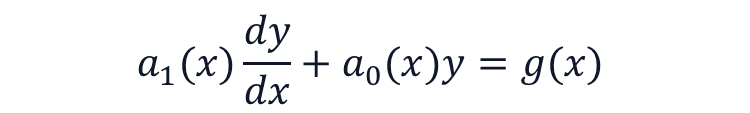 a₁(x) dy/dx + a₀(x)y = g(x)